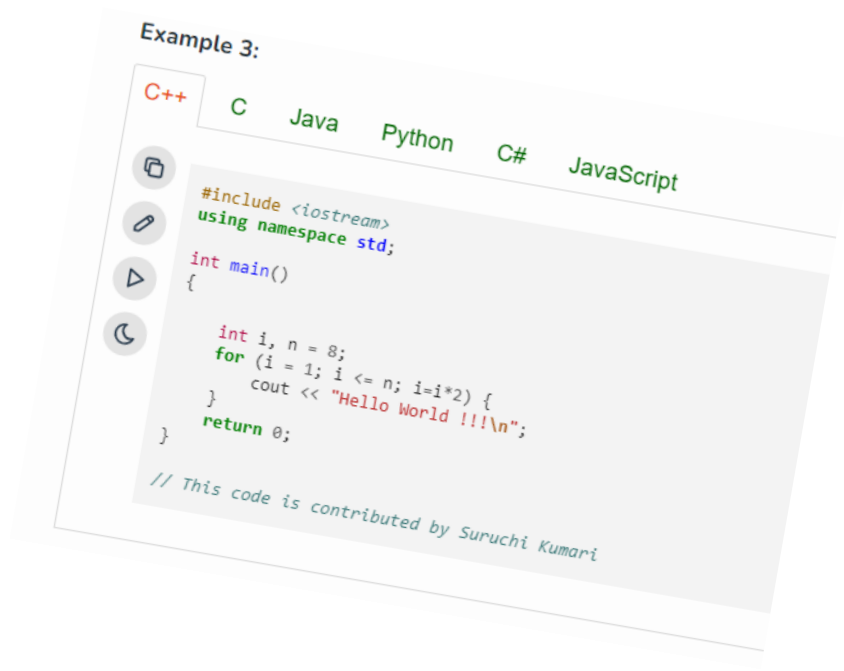 Example 3:
C++ C Java Python C# JavaScript
#include <iostream>
using namespace std;
int main()
{
int i, n = 8;
for (i = 1; i <= n; i=i*2) {
cout << "Hello World !!!\n";
}
return 0;
}
// This code is contributed by Suruchi Kumari